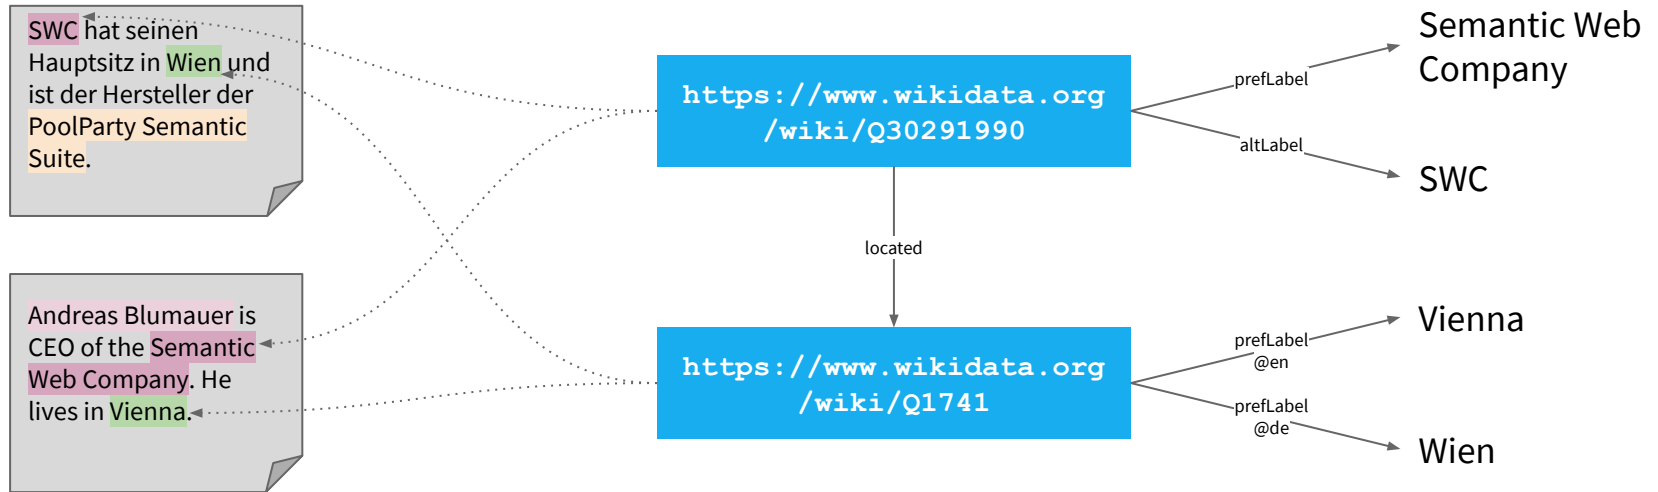 SWC hat seinen
Hauptsitz in Wien und
ist der Hersteller der
PoolParty Semantic
Suite.
Andreas Blumauer is
CEO of the Semantic
Web Company. He
lives in Vienna.
https://www.wikidata.org
/wiki/Q30291990
located
https://www.wikidata.org
/wiki/Q1741
prefLabel
Semantic Web
Company
altLabel
SWC
prefLabel
@en
Vienna
prefLabel
@de
Wien